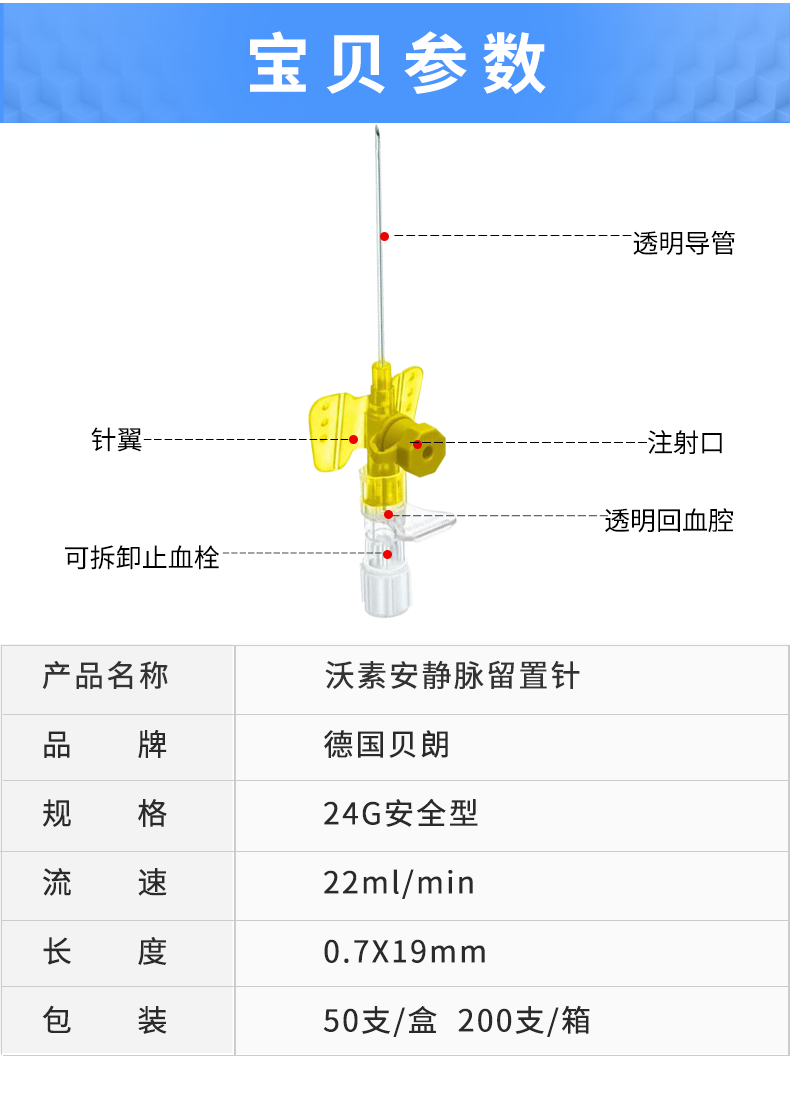 宝贝参数
透明导管
针翼
注射口
透明回血腔
可拆卸止血栓
产品名称 沃素安静脉留置针
品 牌 德国贝朗
规 格 24G安全型
流 速 22ml/min
长 度 0.7X19mm
包 装 50支/盒 200支/箱